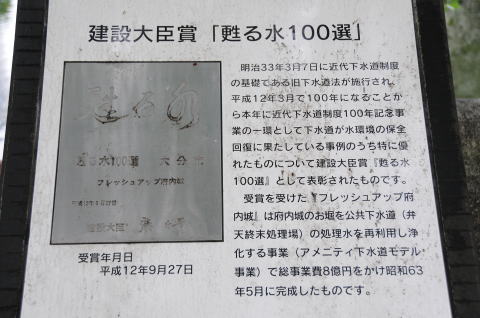 建設大臣賞「甦る水100選」
甦る水
甦る水100選 大分市
フレッシュアップ府内城
建設大臣
受賞年月日
平成12年9月27日
明治33年3月7日に近代下水道制度
の基礎である旧下水道法が施行され、
平成12年3月で100年になることか
ら本年に近代下水道制度100年記念事
業の一環として下水道が水環境の保全
回復に果たしている事例のうち特に優
れたものについて建設大臣賞『甦る水
100選』として表彰されたものです。
受賞を受けた『フレッシュアップ府
内城』は府内城のお堀を公共下水道（弁
天終末処理場）の処理水を再利用し浄
化する事業（アメニティ下水道モデル
事業）で総事業費8億円をかけ昭和63
年5月に完成したものです。